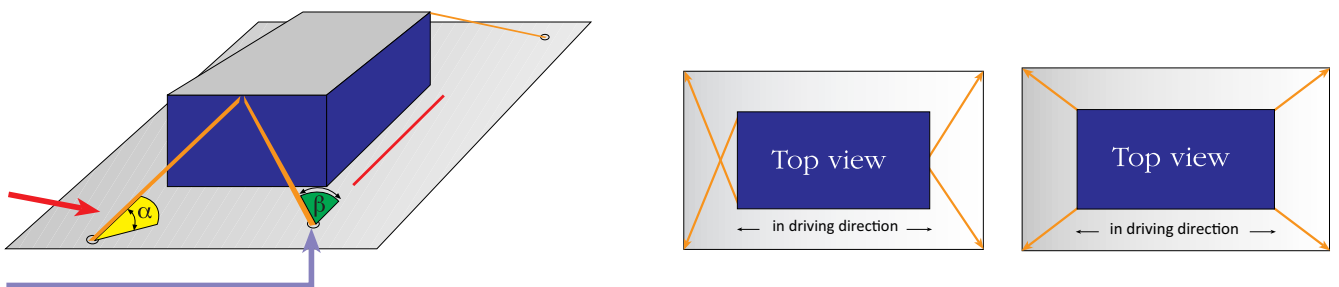 α
β
Top view
in driving direction
Top view
in driving direction